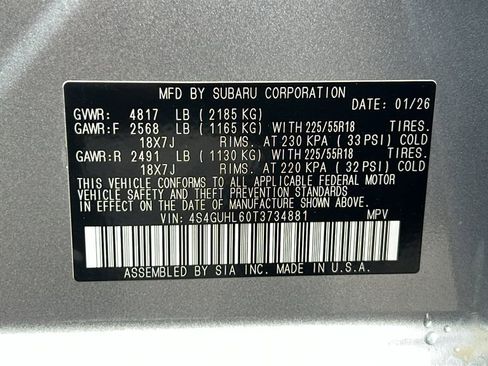 MFD BY SUBARU CORPORATION
DATE: 01/26
GVWR: 4817 LB (2185 KG)
GAWR:F 2568 LB (1165 KG) WITH 225/55R18 TIRES.
18X7J RIMS. AT 230 KPA (33 PSI) COLD
GAWR:R 2491 LB (1130 KG) WITH 225/55R18 TIRES.
18X7J RIMS. AT 220 KPA (32 PSI) COLD
THIS VEHICLE CONFORMS TO ALL APPLICABLE FEDERAL MOTOR
VEHICLE SAFETY AND THEFT PREVENTION STANDARDS
IN EFFECT ON THE DATE OF MANUFACTURE SHOWN ABOVE.
VIN: 4S4GUHL60T3734881 MPV
ASSEMBLED BY SIA INC. MADE IN U.S.A.